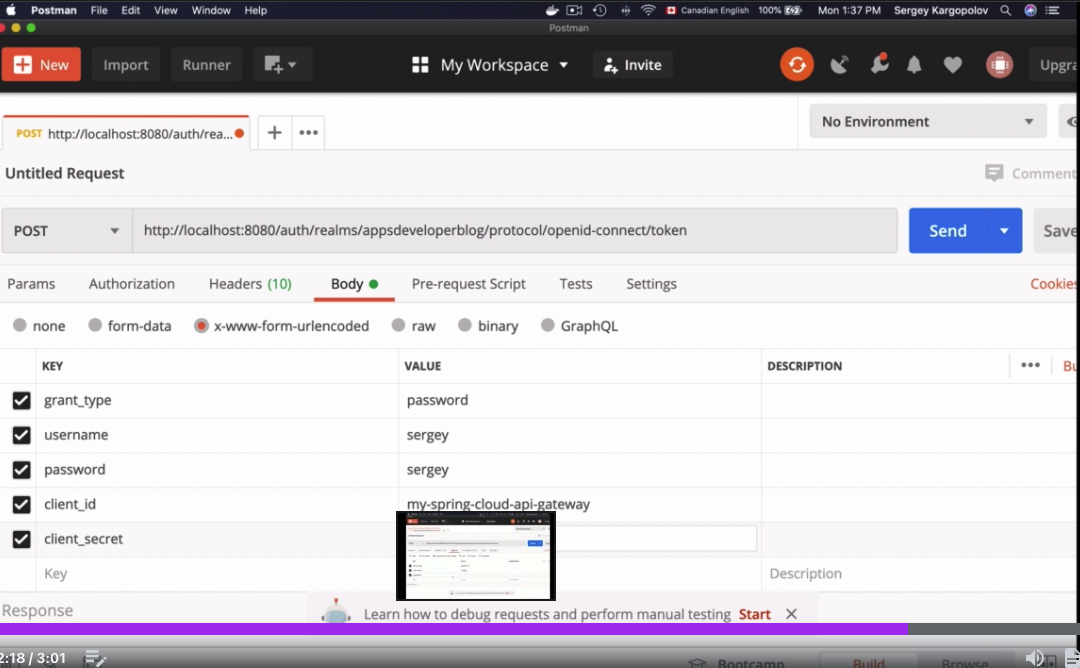 Postman File Edit View Window Help Canadian English 100% Mon 1:37 PM Sergey Kargopolov
Postman
New Import Runner My Workspace Invite Upgra
POST http://localhost:8080/auth/rea... No Environment
Untitled Request Comment
POST http://localhost:8080/auth/realms/appsdeveloperblog/protocol/openid-connect/token Send Save
Params Authorization Headers (10) Body Pre-request Script Tests Settings Cookies
none form-data x-www-form-urlencoded raw binary GraphQL
KEY VALUE DESCRIPTION Bu
grant_type password
username sergey
password sergey
client_id my-spring-cloud-api-gateway
client_secret
Key Description
Response Learn how to debug requests and perform manual testing Start
2:18 / 3:01 Bootcamp Build Browse